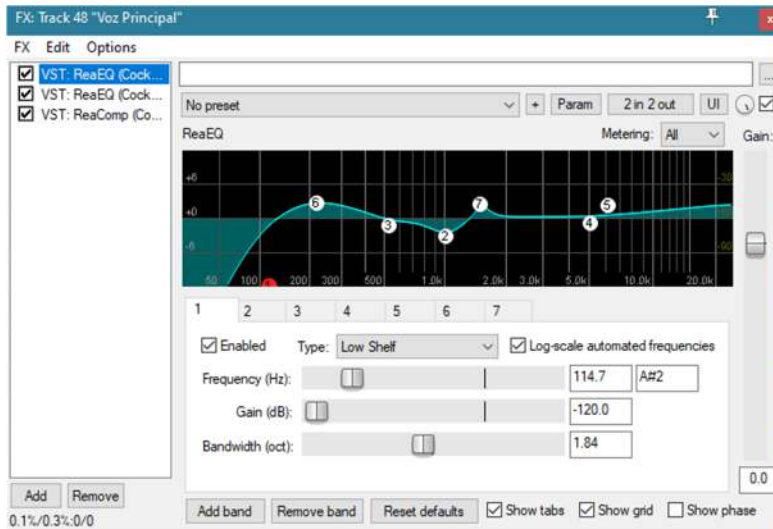 FX: Track 48 "Voz Principal"
FX Edit Options
VST: ReaEQ (Cock...
VST: ReaEQ (Cock...
VST: ReaComp (Co...
...
No preset + Param 2 in 2 out UI
ReaEQ Metering: All Gain:
+6 -30
+0
-6 -60
6 7 5
3 2 4
50 100 200 300 500 1.0k 2.0k 3.0k 5.0k 10.0k 20.0k
1 2 3 4 5 6 7
Enabled Type: Low Shelf Log-scale automated frequencies
Frequency (Hz): 114.7 A#2
Gain (dB): -120.0
Bandwidth (oct): 1.84
0.0
Add Remove
Add band Remove band Reset defaults Show tabs Show grid Show phase
0.1%/0.3%:0/0